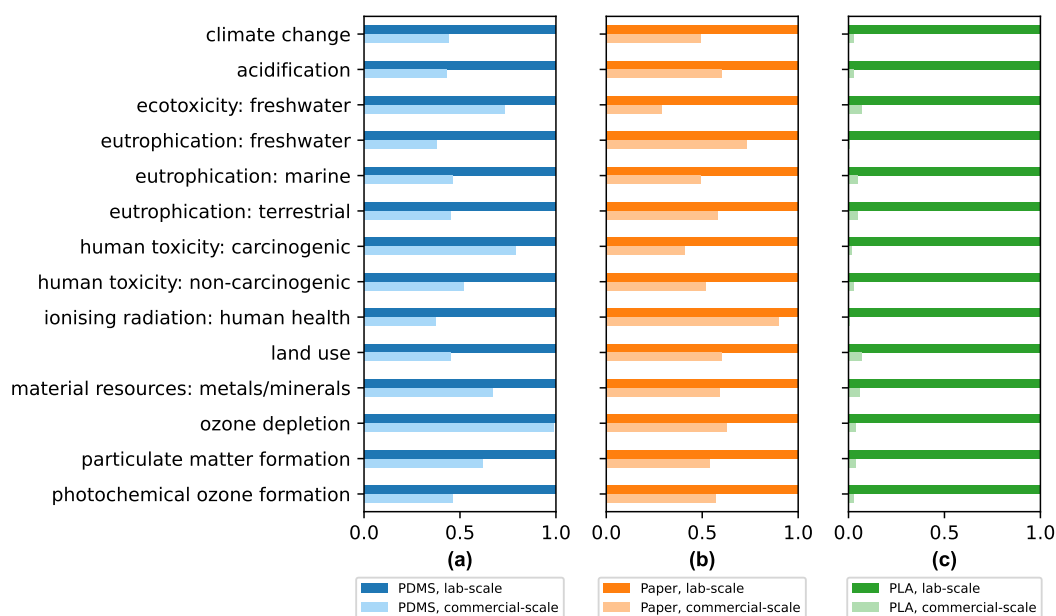 climate change
acidification
ecotoxicity: freshwater
eutrophication: freshwater
eutrophication: marine
eutrophication: terrestrial
human toxicity: carcinogenic
human toxicity: non-carcinogenic
ionising radiation: human health
land use
material resources: metals/minerals
ozone depletion
particulate matter formation
photochemical ozone formation
0.0 0.5 1.0 0.0 0.5 1.0 0.0 0.5 1.0
(a) (b) (c)
PDMS, lab-scale Paper, lab-scale PLA, lab-scale
PDMS, commercial-scale Paper, commercial-scale PLA, commercial-scale